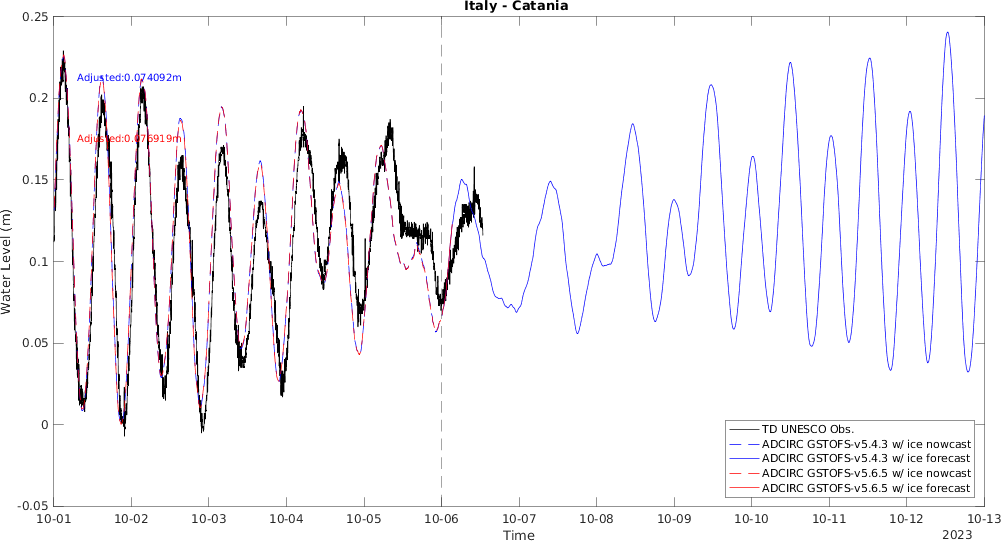 Italy - Catania
0.25
0.2
0.15
0.1
0.05
0
-0.05
Water Level (m)
Adjusted:0.074092m
Adjusted:0.076919m
TD UNESCO Obs.
ADCIRC GSTOFS-v5.4.3 w/ ice nowcast
ADCIRC GSTOFS-v5.4.3 w/ ice forecast
ADCIRC GSTOFS-v5.6.5 w/ ice nowcast
ADCIRC GSTOFS-v5.6.5 w/ ice forecast
10-01 10-02 10-03 10-04 10-05 10-06 10-07 10-08 10-09 10-10 10-11 10-12 10-13
Time
2023